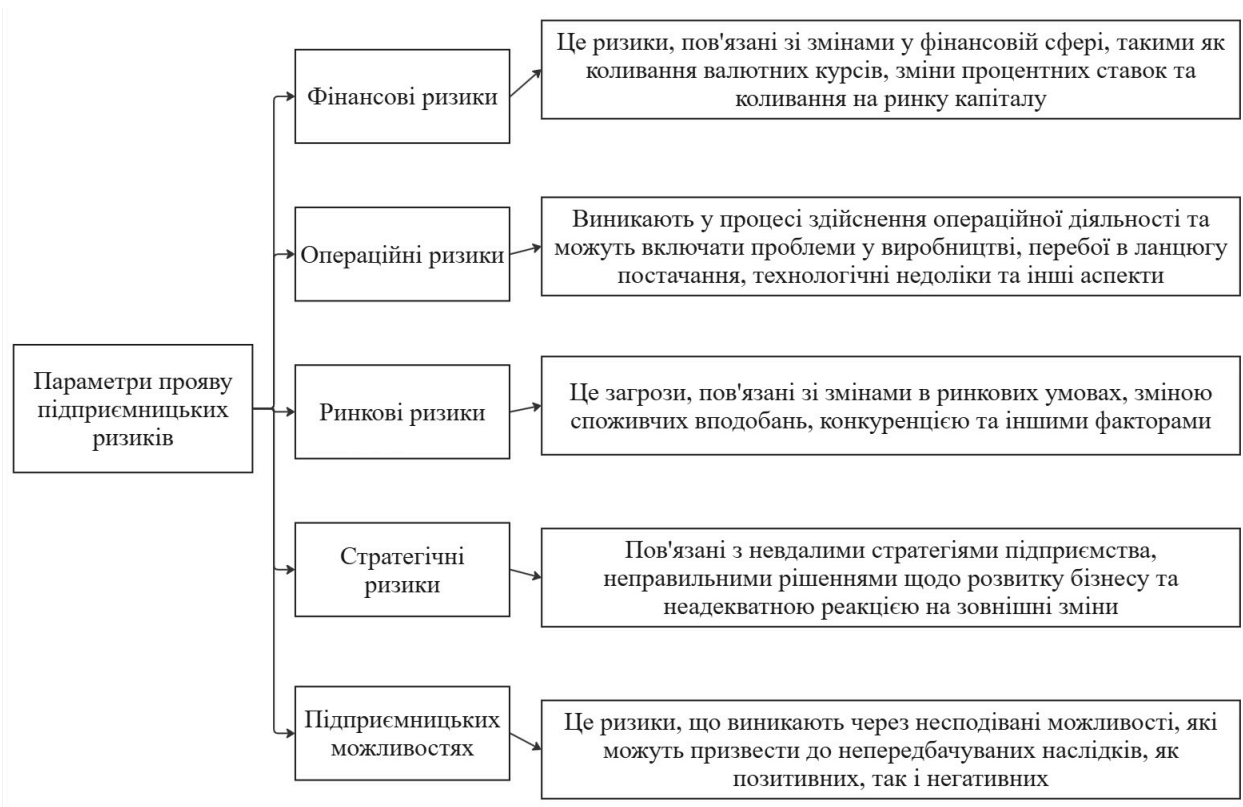 Параметри прояву
підприємницьких
ризиків
Фінансові ризики
Це ризики, пов'язані зі змінами у фінансовій сфері, такими як
коливання валютних курсів, зміни процентних ставок та
коливання на ринку капіталу
Операційні ризики
Виникають у процесі здійснення операційної діяльності та
можуть включати проблеми у виробництві, перебої в ланцюгу
постачання, технологічні недоліки та інші аспекти
Ринкові ризики
Це загрози, пов'язані зі змінами в ринкових умовах, зміною
споживчих вподобань, конкуренцією та іншими факторами
Стратегічні
ризики
Пов'язані з невдалими стратегіями підприємства,
неправильними рішеннями щодо розвитку бізнесу та
неадекватною реакцією на зовнішні зміни
Підприємницьких
можливостях
Це ризики, що виникають через несподівані можливості, які
можуть призвести до непередбачуваних наслідків, як
позитивних, так і негативних